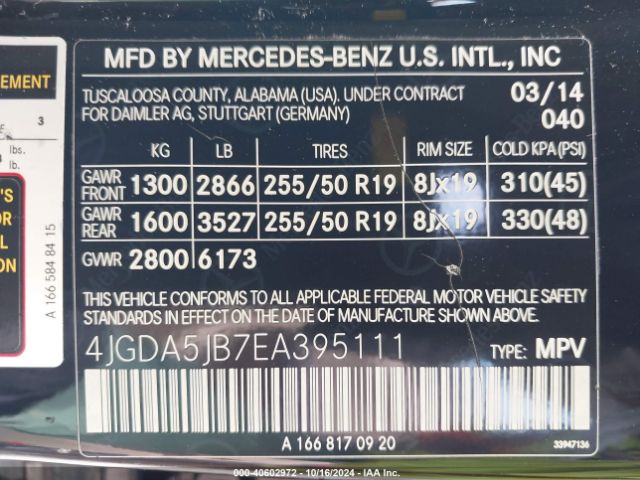 MFD BY MERCEDES-BENZ U.S. INTL., INC
TUSCALOOSA COUNTY, ALABAMA (USA). UNDER CONTRACT 03/14
FOR DAIMLER AG, STUTTGART (GERMANY) 040
KG LB TIRES RIM SIZE COLD KPA (PSI)
GAWR FRONT 1300 2866 255/50 R19 8Jx19 310(45)
GAWR REAR 1600 3527 255/50 R19 8Jx19 330(48)
GVWR 2800 6173
THIS VEHICLE CONFORMS TO ALL APPLICABLE FEDERAL MOTOR VEHICLE SAFETY
STANDARDS IN EFFECT ON THE DATE OF MANUFACTURE SHOWN ABOVE.
4JGDA5JB7EA395111 TYPE: MPV
A 166 817 09 20 33947136
EMENT
3
lbs.
lb.
'S
FOR
L
ION
A 166 584 84 15
000-40602972 - 10/16/2024 - IAA Inc.